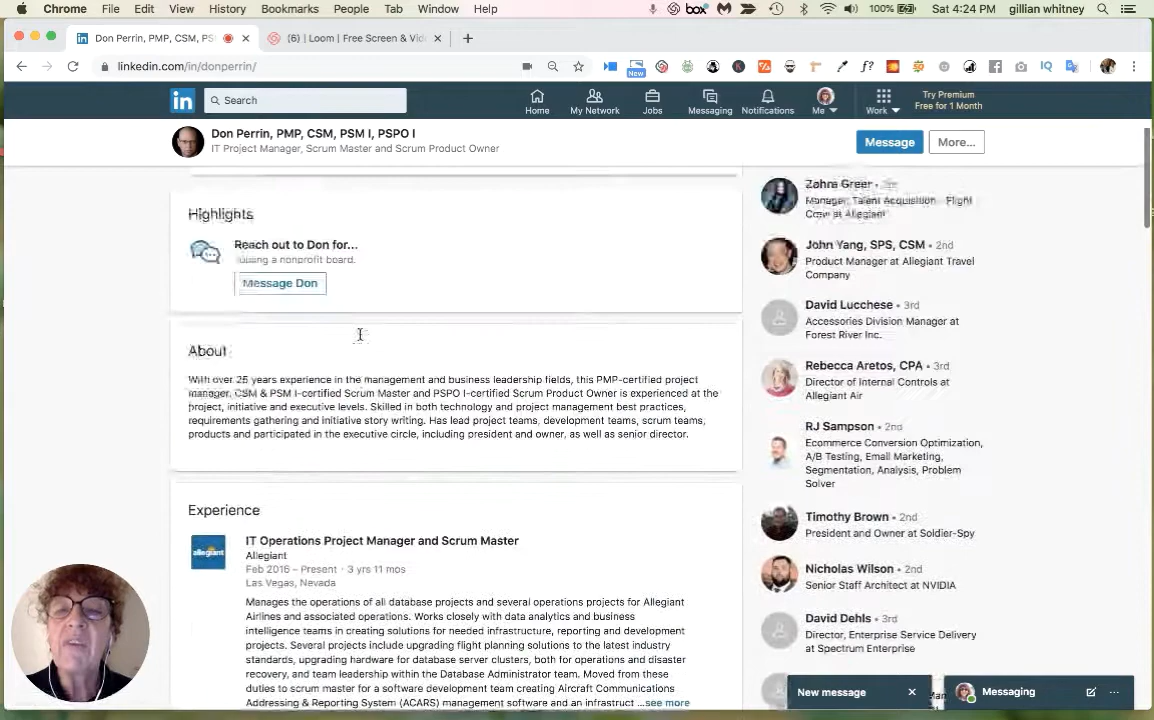 Chrome File Edit View History Bookmarks People Tab Window Help
box
100%
Sat 4:24 PM gillian whitney
Don Perrin, PMP, CSM, PS
(6) | Loom | Free Screen & Vid
linkedin.com/in/donperrin/
New
f?
IQ
in
Search
Home
My Network
Jobs
Messaging
Notifications
Me
Work
Try Premium
Free for 1 Month
Don Perrin, PMP, CSM, PSM I, PSPO I
IT Project Manager, Scrum Master and Scrum Product Owner
Message
More...
Highlights
Reach out to Don for...
Joining a nonprofit board.
Message Don
About
With over 25 years experience in the management and business leadership fields, this PMP-certified project
manager, CSM & PSM I-certified Scrum Master and PSPO I-certified Scrum Product Owner is experienced at the
project, initiative and executive levels. Skilled in both technology and project management best practices,
requirements gathering and initiative story writing. Has lead project teams, development teams, scrum teams,
products and participated in the executive circle, including president and owner, as well as senior director.
Experience
allegiant
IT Operations Project Manager and Scrum Master
Allegiant
Feb 2016 – Present • 3 yrs 11 mos
Las Vegas, Nevada
Manages the operations of all database projects and several operations projects for Allegiant
Airlines and associated operations. Works closely with data analytics and business
intelligence teams in creating solutions for needed infrastructure, reporting and development
projects. Several projects include upgrading flight planning solutions to the latest industry
standards, upgrading hardware for database server clusters, both for operations and disaster
recovery, and team leadership within the Database Administrator team. Moved from these
duties to scrum master for a software development team creating Aircraft Communications
Addressing & Reporting System (ACARS) management software and an infrastruct ...see more
Zahra Greer •
Manager, Talent Acquisition - Flight
Crew at Allegiant
John Yang, SPS, CSM • 2nd
Product Manager at Allegiant Travel
Company
David Lucchese • 3rd
Accessories Division Manager at
Forest River Inc.
Rebecca Aretos, CPA • 3rd
Director of Internal Controls at
Allegiant Air
RJ Sampson • 2nd
Ecommerce Conversion Optimization,
A/B Testing, Email Marketing,
Segmentation, Analysis, Problem
Solver
Timothy Brown • 2nd
President and Owner at Soldier-Spy
Nicholas Wilson • 2nd
Senior Staff Architect at NVIDIA
David Dehls • 3rd
Director, Enterprise Service Delivery
at Spectrum Enterprise
New message
Messaging